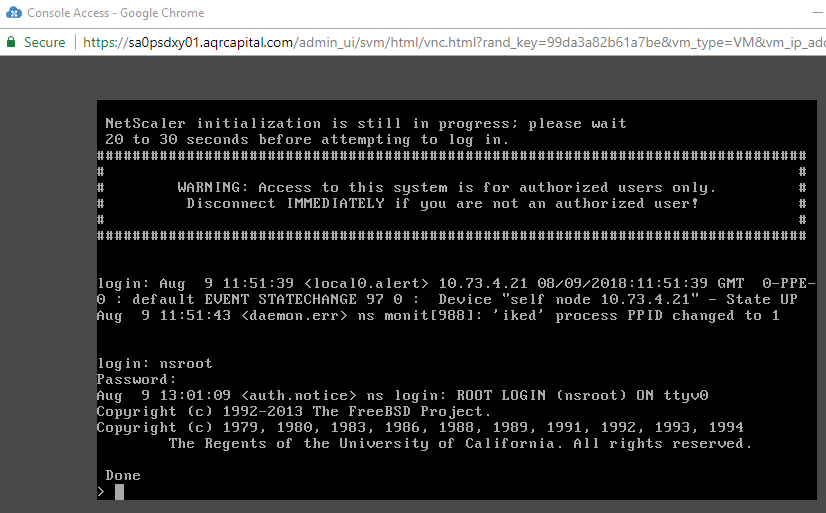 Console Access - Google Chrome
Secure | https://sa0psdxy01.aqrcapital.com/admin_ui/svm/html/vnc.html?rand_key=99da3a82b61a7be&vm_type=VM&vm_ip_add
NetScaler initialization is still in progress; please wait
20 to 30 seconds before attempting to log in.
###############################################################################
# #
# WARNING: Access to this system is for authorized users only. #
# Disconnect IMMEDIATELY if you are not an authorized user! #
# #
###############################################################################
login: Aug 9 11:51:39 <local0.alert> 10.73.4.21 08/09/2018:11:51:39 GMT 0-PPE-
0 : default EVENT STATECHANGE 97 0 : Device "self node 10.73.4.21" - State UP
Aug 9 11:51:43 <daemon.err> ns monit[988]: 'iked' process PPID changed to 1
login: nsroot
Password:
Aug 9 13:01:09 <auth.notice> ns login: ROOT LOGIN (nsroot) ON ttyv0
Copyright (c) 1992-2013 The FreeBSD Project.
Copyright (c) 1979, 1980, 1983, 1986, 1988, 1989, 1991, 1992, 1993, 1994
The Regents of the University of California. All rights reserved.
Done
>